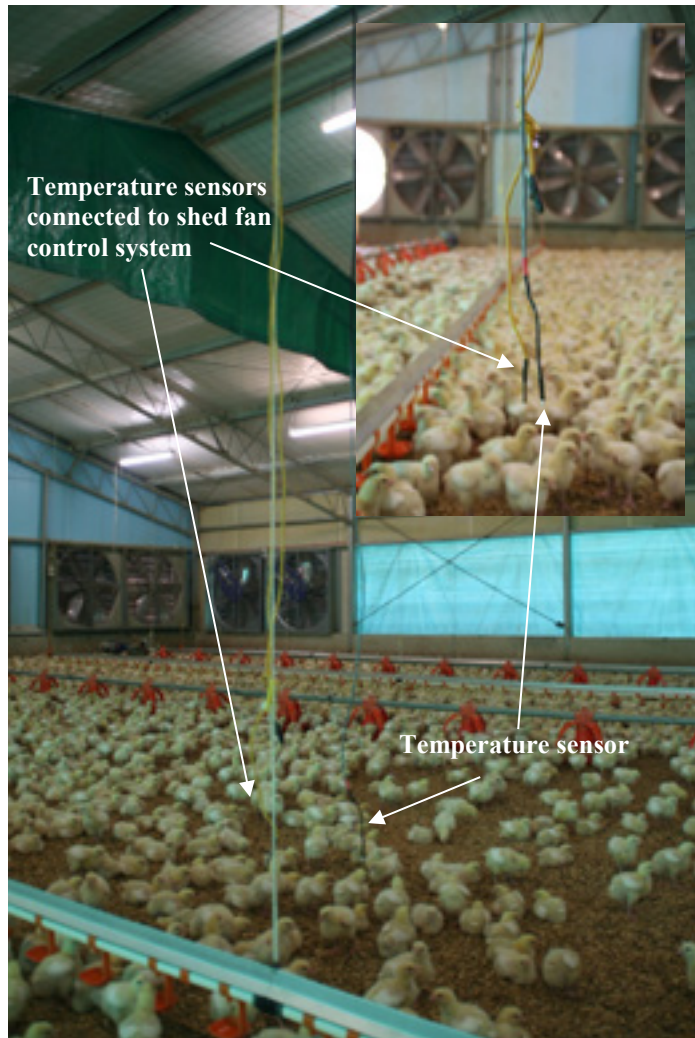 Temperature sensors
connected to shed fan
control system
Temperature sensor